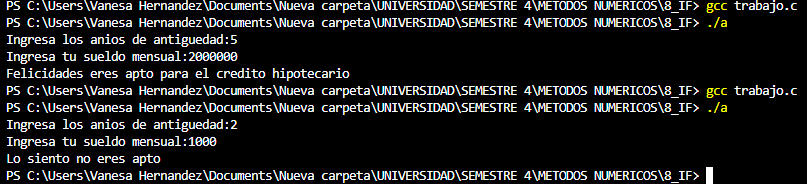 PS C:\Users\Vanesa Hernandez\Documents\Nueva carpeta\UNIVERSIDAD\SEMESTRE 4\METODOS NUMERICOS\8_IF> gcc trabajo.c
PS C:\Users\Vanesa Hernandez\Documents\Nueva carpeta\UNIVERSIDAD\SEMESTRE 4\METODOS NUMERICOS\8_IF> ./a
Ingresa los anios de antiguedad:5
Ingresa tu sueldo mensual:2000000
Felicidades eres apto para el credito hipotecario
PS C:\Users\Vanesa Hernandez\Documents\Nueva carpeta\UNIVERSIDAD\SEMESTRE 4\METODOS NUMERICOS\8_IF> gcc trabajo.c
PS C:\Users\Vanesa Hernandez\Documents\Nueva carpeta\UNIVERSIDAD\SEMESTRE 4\METODOS NUMERICOS\8_IF> ./a
Ingresa los anios de antiguedad:2
Ingresa tu sueldo mensual:1000
Lo siento no eres apto
PS C:\Users\Vanesa Hernandez\Documents\Nueva carpeta\UNIVERSIDAD\SEMESTRE 4\METODOS NUMERICOS\8_IF>